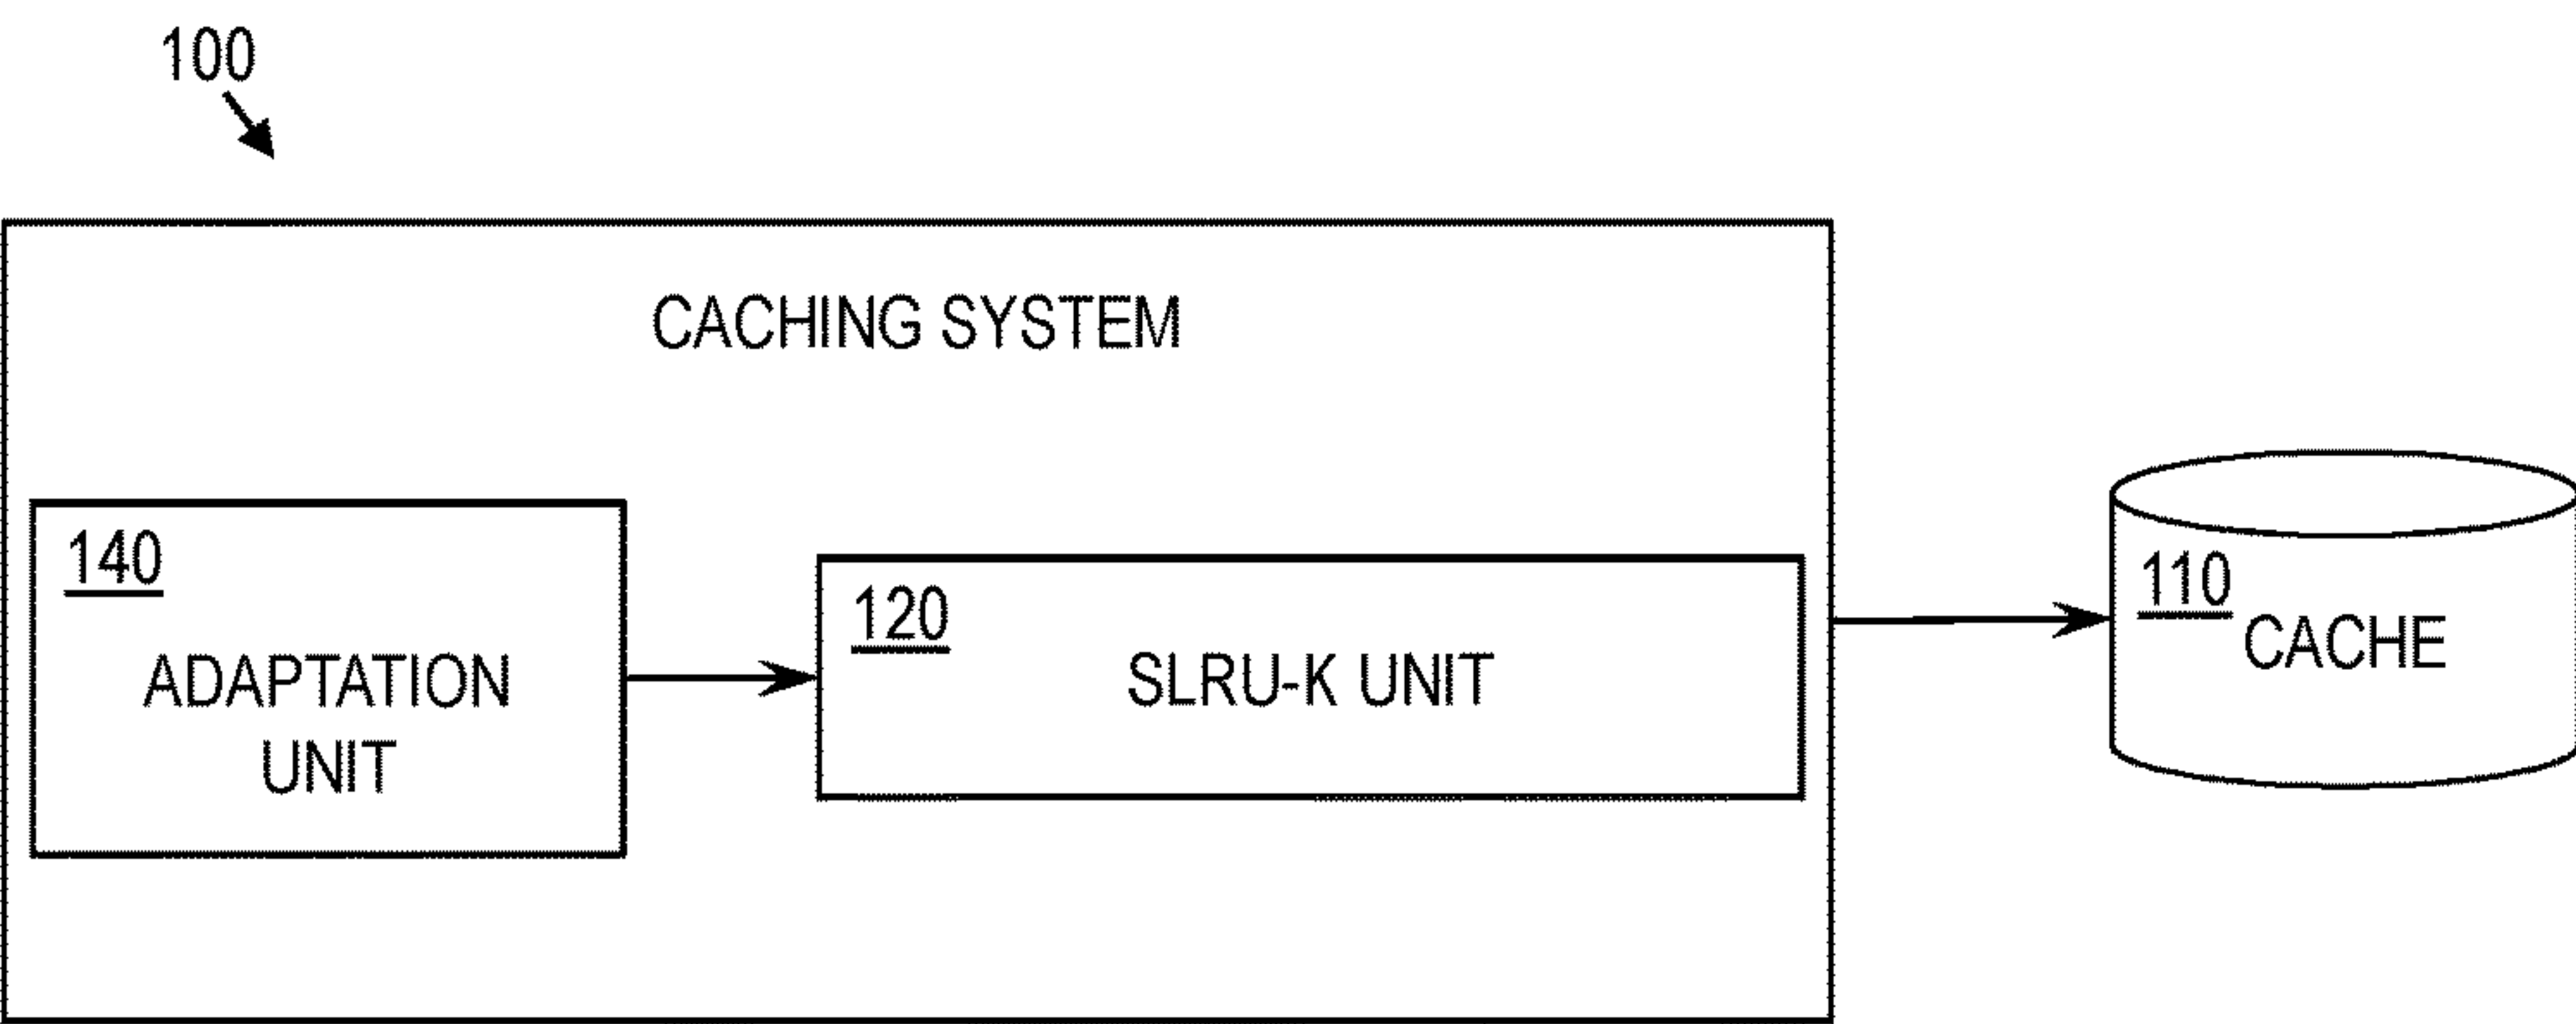 100
CACHING SYSTEM
140
ADAPTATION
UNIT
120
SLRU-K UNIT
110
CACHE